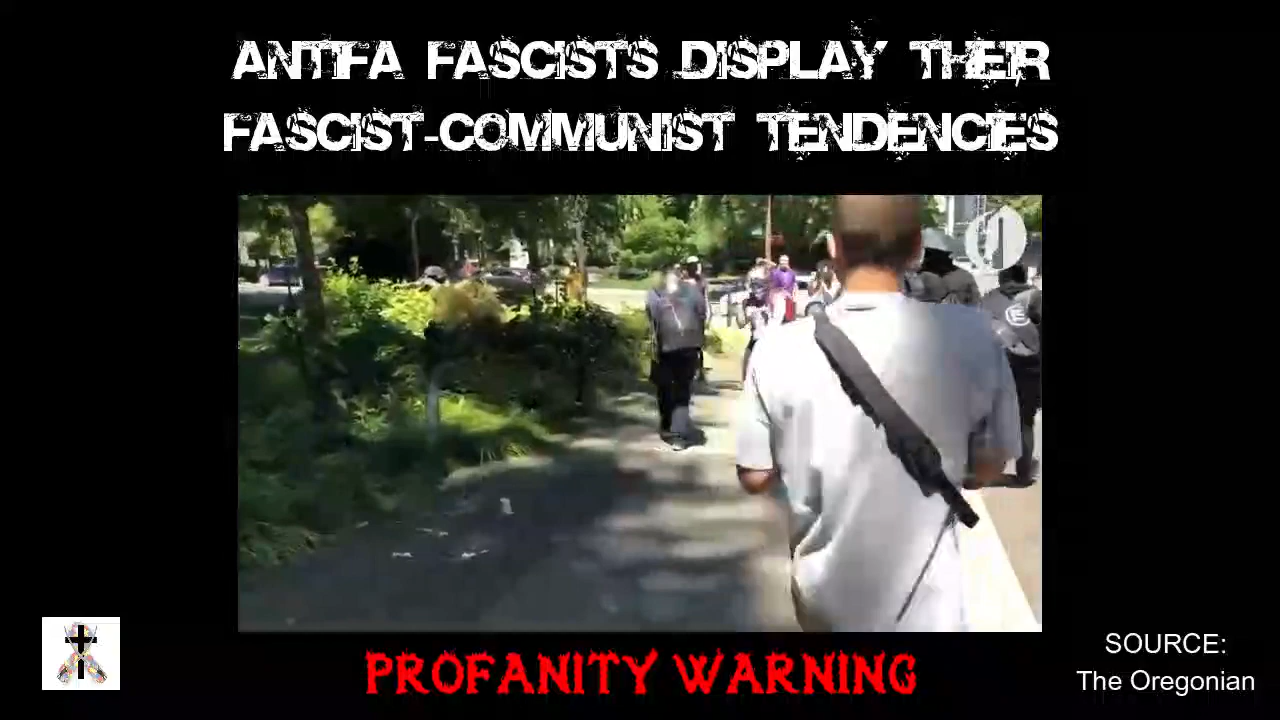 ANTIFA FASCISTS DISPLAY THEIR
FASCIST-COMMUNIST TENDENCIES
PROFANITY WARNING
SOURCE:
The Oregonian